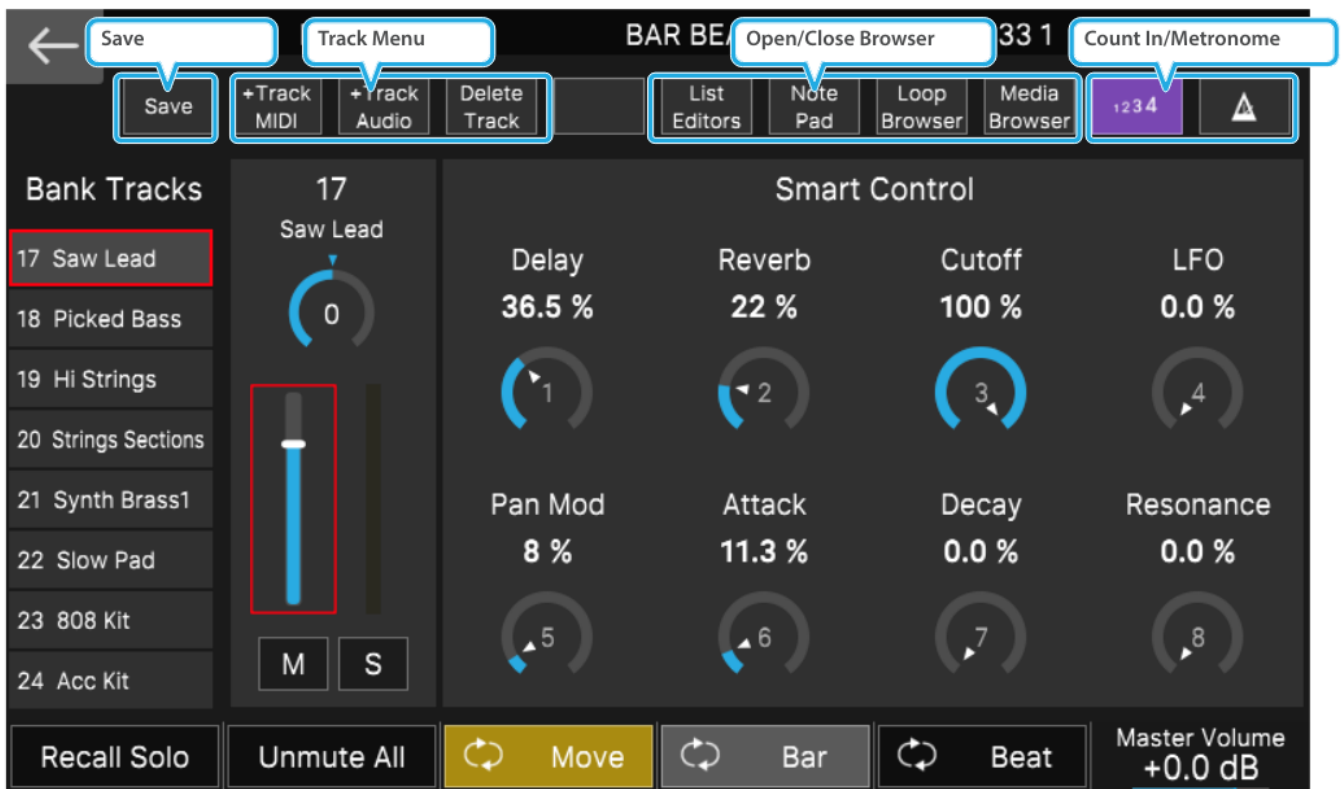 Save
Track Menu
BAR BE
Open/Close Browser
33 1
Count In/Metronome
Save
+Track
MIDI
+Track
Audio
Delete
Track
List
Editors
Note
Pad
Loop
Browser
Media
Browser
1234
Bank Tracks
17 Saw Lead
18 Picked Bass
19 Hi Strings
20 Strings Sections
21 Synth Brass1
22 Slow Pad
23 808 Kit
24 Acc Kit
17
Saw Lead
0
M
S
Smart Control
Delay
36.5 %
1
Reverb
22 %
2
Cutoff
100 %
3
LFO
0.0 %
4
Pan Mod
8 %
5
Attack
11.3 %
6
Decay
0.0 %
7
Resonance
0.0 %
8
Recall Solo
Unmute All
Move
Bar
Beat
Master Volume
+0.0 dB